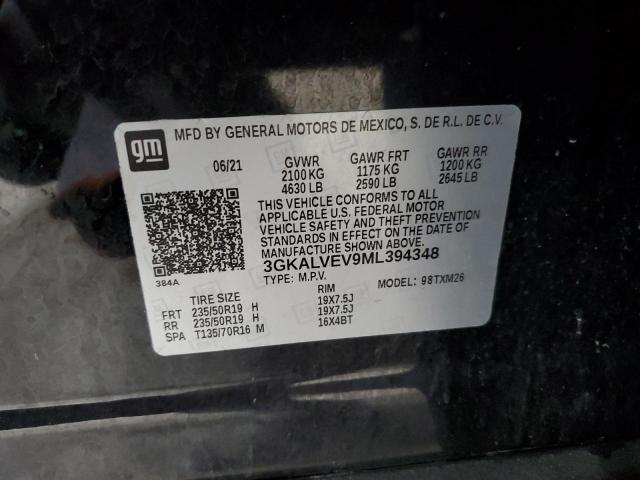 gm
MFD BY GENERAL MOTORS DE MEXICO, S. DE R.L. DE C.V.
06/21 GVWR GAWR FRT GAWR RR
2100 KG 1175 KG 1200 KG
4630 LB 2590 LB 2645 LB
THIS VEHICLE CONFORMS TO ALL
APPLICABLE U.S. FEDERAL MOTOR
VEHICLE SAFETY AND THEFT PREVENTION
STANDARDS IN EFFECT ON THE DATE OF
MANUFACTURE SHOWN ABOVE.
3GKALVEV9ML394348
384A
TYPE: M.P.V. MODEL: 98TXM26
TIRE SIZE RIM
FRT 235/50R19 H 19X7.5J
RR 235/50R19 H 19X7.5J
SPA T135/70R16 M 16X4BT